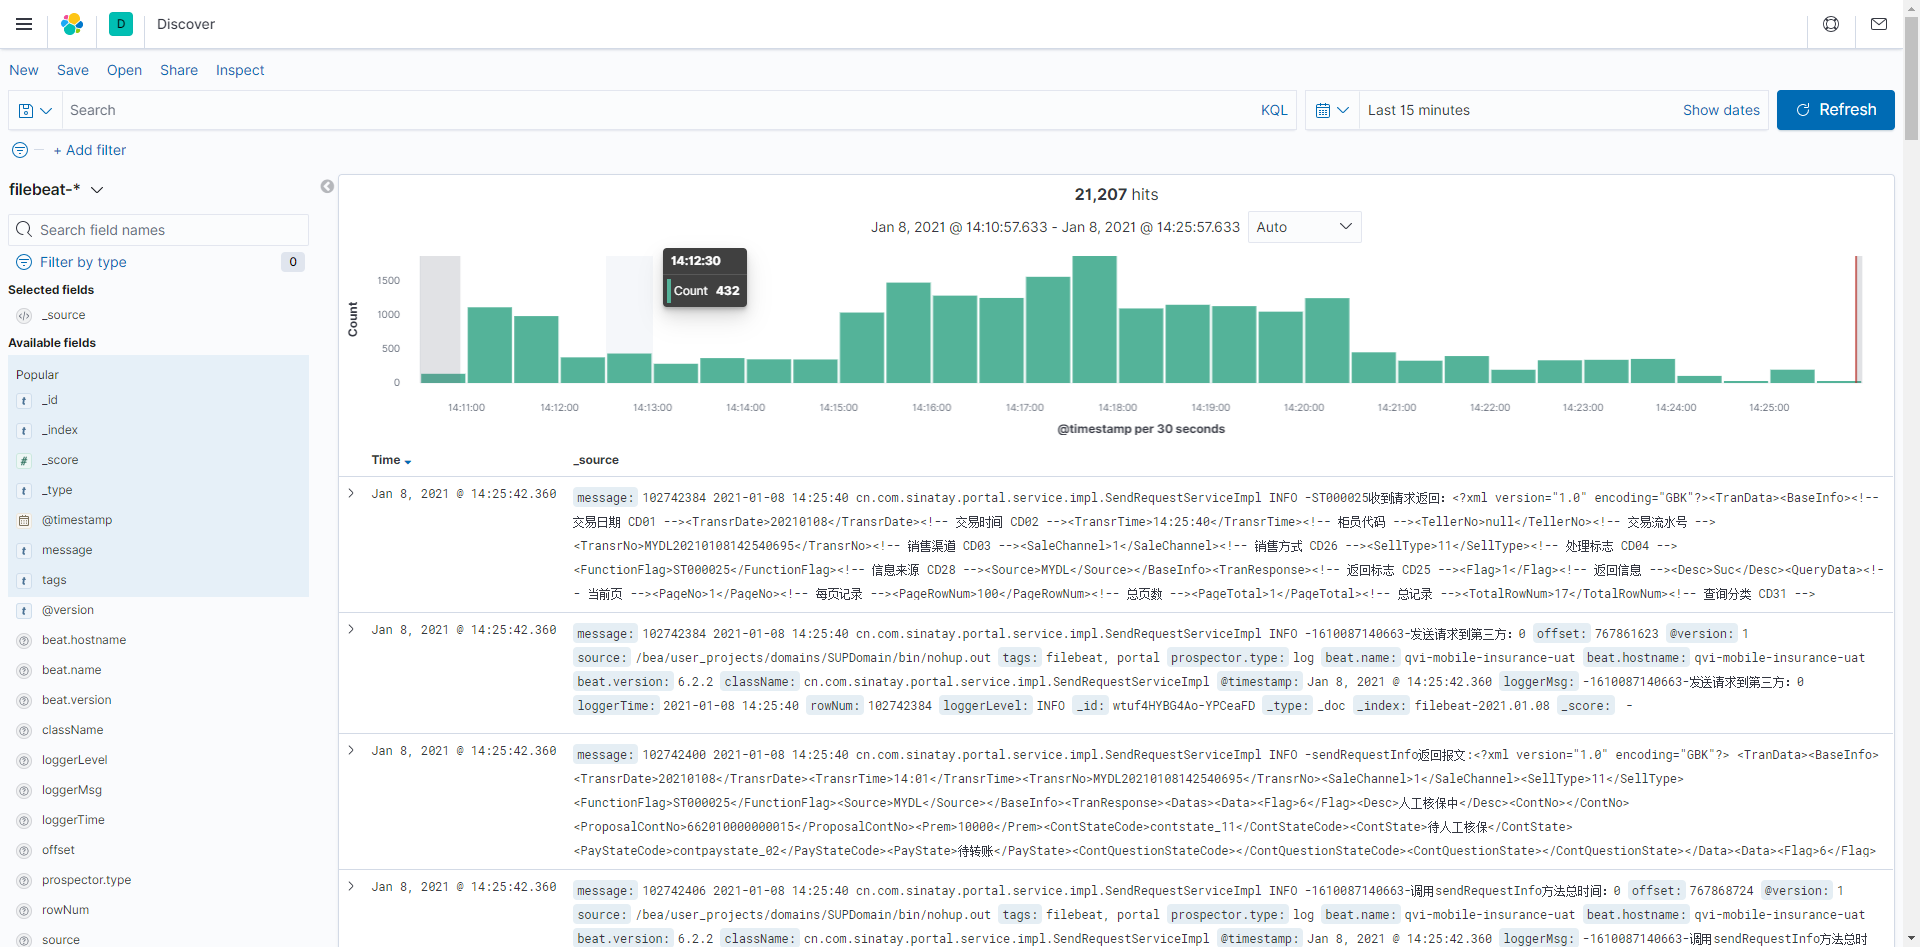 D Discover
New Save Open Share Inspect
Search KQL Last 15 minutes Show dates Refresh
+ Add filter
filebeat-*
Search field names
Filter by type 0
Selected fields
_source
Available fields
Popular
_id
_index
_score
_type
@timestamp
message
tags
@version
beat.hostname
beat.name
beat.version
className
loggerLevel
loggerMsg
loggerTime
offset
prospector.type
rowNum
source
21,207 hits
Jan 8, 2021 @ 14:10:57.633 - Jan 8, 2021 @ 14:25:57.633 Auto
14:12:30
Count 432
Count
1500
1000
500
0
14:11:00 14:12:00 14:13:00 14:14:00 14:15:00 14:16:00 14:17:00 14:18:00 14:19:00 14:20:00 14:21:00 14:22:00 14:23:00 14:24:00 14:25:00
@timestamp per 30 seconds
Time _source
Jan 8, 2021 @ 14:25:42.360 message: 102742384 2021-01-08 14:25:40 cn.com.sinatay.portal.service.impl.SendRequestServiceImpl INFO -ST000025收到请求返回：<?xml version="1.0" encoding="GBK"?><TranData><BaseInfo><!--
交易日期 CD01 --><TransrDate>20210108</TransrDate><!-- 交易时间 CD02 --><TransrTime>14:25:40</TransrTime><!-- 柜员代码 --><TellerNo>null</TellerNo><!-- 交易流水号 -->
<TransrNo>MYDL20210108142540695</TransrNo><!-- 销售渠道 CD03 --><SaleChannel>1</SaleChannel><!-- 销售方式 CD26 --><SellType>11</SellType><!-- 处理标志 CD04 -->
<FunctionFlag>ST000025</FunctionFlag><!-- 信息来源 CD28 --><Source>MYDL</Source></BaseInfo><TranResponse><!-- 返回标志 CD25 --><Flag>1</Flag><!-- 返回信息 --><Desc>Suc</Desc><QueryData><!-
- 当前页 --><PageNo>1</PageNo><!-- 每页记录 --><PageRowNum>100</PageRowNum><!-- 总页数 --><PageTotal>1</PageTotal><!-- 总记录 --><TotalRowNum>17</TotalRowNum><!-- 查询分类 CD31 -->
Jan 8, 2021 @ 14:25:42.360 message: 102742384 2021-01-08 14:25:40 cn.com.sinatay.portal.service.impl.SendRequestServiceImpl INFO -1610087140663-发送请求到第三方：0 offset: 767861623 @version: 1
source: /bea/user_projects/domains/SUPDomain/bin/nohup.out tags: filebeat, portal prospector.type: log beat.name: qvi-mobile-insurance-uat beat.hostname: qvi-mobile-insurance-uat
beat.version: 6.2.2 className: cn.com.sinatay.portal.service.impl.SendRequestServiceImpl @timestamp: Jan 8, 2021 @ 14:25:42.360 loggerMsg: -1610087140663-发送请求到第三方：0
loggerTime: 2021-01-08 14:25:40 rowNum: 102742384 loggerLevel: INFO _id: wtuf4HYBG4Ao-YPCeaFD _type: _doc _index: filebeat-2021.01.08 _score: -
Jan 8, 2021 @ 14:25:42.360 message: 102742400 2021-01-08 14:25:40 cn.com.sinatay.portal.service.impl.SendRequestServiceImpl INFO -sendRequestInfo返回报文:<?xml version="1.0" encoding="GBK"?> <TranData><BaseInfo>
<TransrDate>20210108</TransrDate><TransrTime>14:01</TransrTime><TransrNo>MYDL20210108142540695</TransrNo><SaleChannel>1</SaleChannel><SellType>11</SellType>
<FunctionFlag>ST000025</FunctionFlag><Source>MYDL</Source></BaseInfo><TranResponse><Datas><Data><Flag>6</Flag><Desc>人工核保中</Desc><ContNo></ContNo>
<ProposalContNo>662010000000015</ProposalContNo><Prem>10000</Prem><ContStateCode>contstate_11</ContStateCode><ContState>待人工核保</ContState>
<PayStateCode>contpaystate_02</PayStateCode><PayState>待转账</PayState><ContQuestionStateCode></ContQuestionStateCode><ContQuestionState></ContQuestionState></Data><Data><Flag>6</Flag>
Jan 8, 2021 @ 14:25:42.360 message: 102742406 2021-01-08 14:25:40 cn.com.sinatay.portal.service.impl.SendRequestServiceImpl INFO -1610087140663-调用sendRequestInfo方法总时间：0 offset: 767868724 @version: 1
source: /bea/user_projects/domains/SUPDomain/bin/nohup.out tags: filebeat, portal prospector.type: log beat.name: qvi-mobile-insurance-uat beat.hostname: qvi-mobile-insurance-uat
beat.version: 6.2.2 className: cn.com.sinatay.portal.service.impl.SendRequestServiceImpl @timestamp: Jan 8, 2021 @ 14:25:42.360 loggerMsg: -1610087140663-调用sendRequestInfo方法总时